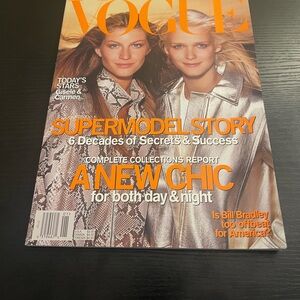 VOGUE
TODAY'S
STARS
Gisele &
Carmen
SUPERMODEL STORY
6 Decades of Secrets & Success
COMPLETE COLLECTIONS REPORT
A NEW CHIC
for both day & night
Is Bill Bradley
too offbeat
for America?